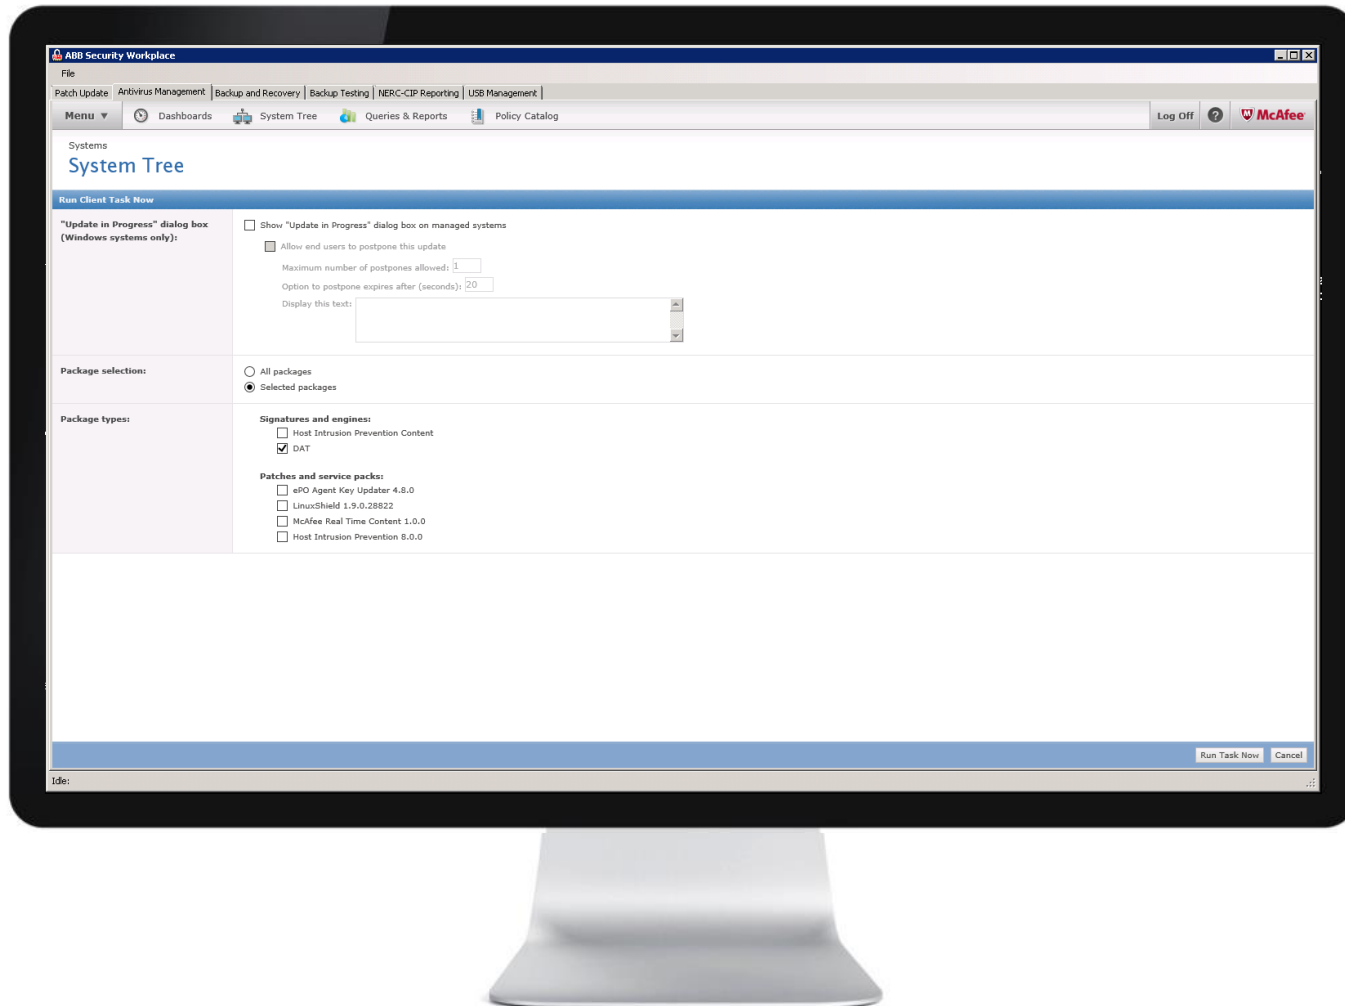 ABB Security Workplace
File
Patch Update Antivirus Management Backup and Recovery Backup Testing NERC-CIP Reporting USB Management
Menu Dashboards System Tree Queries & Reports Policy Catalog Log Off ? McAfee
Systems
System Tree
Run Client Task Now
"Update in Progress" dialog box
(Windows systems only):
Show "Update in Progress" dialog box on managed systems
Allow end users to postpone this update
Maximum number of postpones allowed: 1
Option to postpone expires after (seconds): 20
Display this text:
Package selection:
All packages
Selected packages
Package types:
Signatures and engines:
Host Intrusion Prevention Content
DAT
Patches and service packs:
ePO Agent Key Updater 4.8.0
LinuxShield 1.9.0.28822
McAfee Real Time Content 1.0.0
Host Intrusion Prevention 8.0.0
Run Task Now Cancel
Idle: